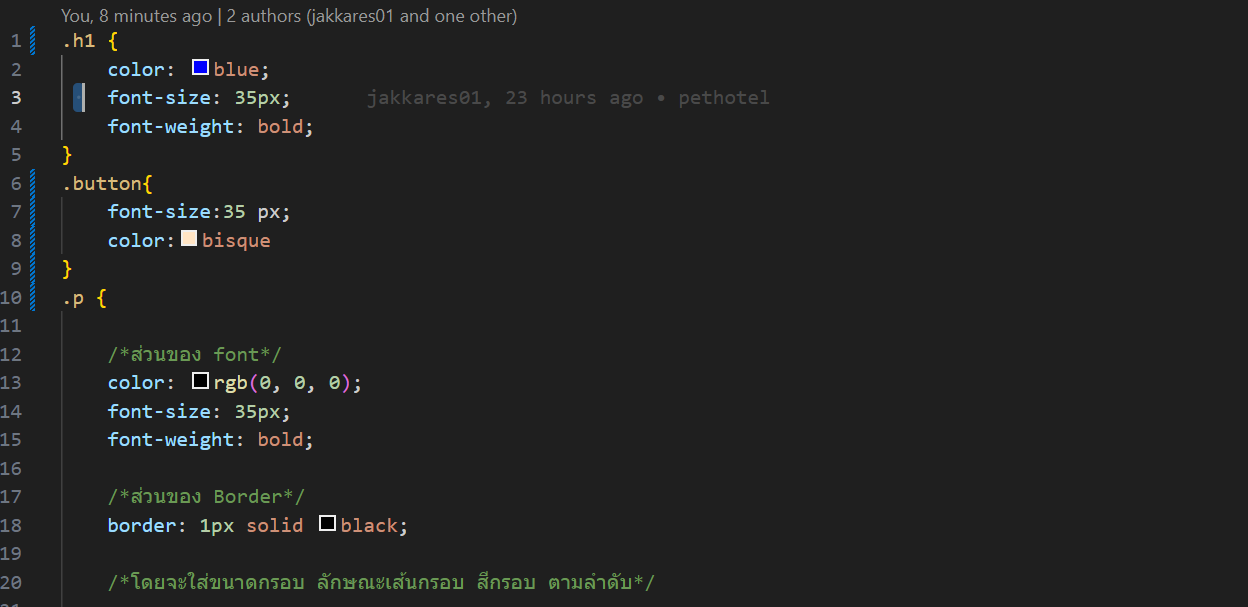 You, 8 minutes ago | 2 authors (jakkares01 and one other)
1 .h1 {
2 color: blue;
3 font-size: 35px; jakkares01, 23 hours ago • pethotel
4 font-weight: bold;
5 }
6 .button{
7 font-size:35 px;
8 color: bisque
9 }
10 .p {
11
12 /*ส่วนของ font*/
13 color: rgb(0, 0, 0);
14 font-size: 35px;
15 font-weight: bold;
16
17 /*ส่วนของ Border*/
18 border: 1px solid black;
19
20 /*โดยจะใส่ขนาดกรอบ ลักษณะเส้นกรอบ สีกรอบ ตามลำดับ*/